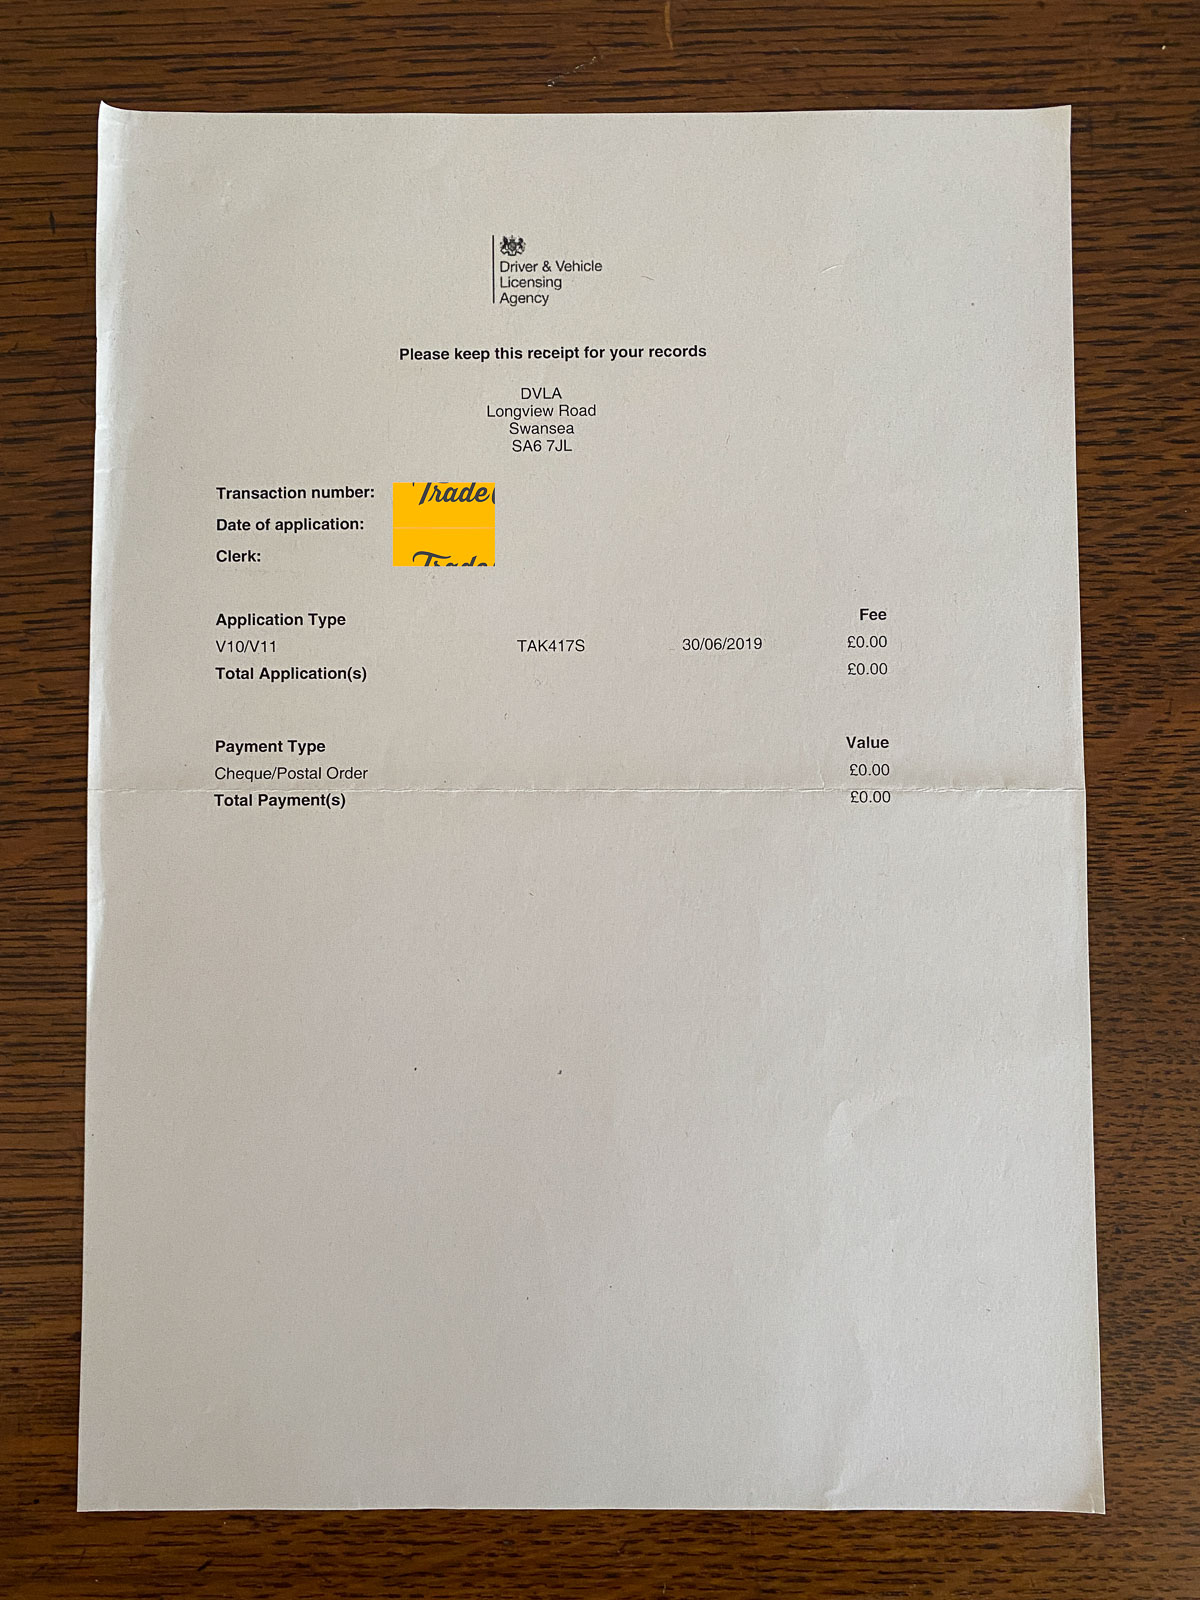 Driver & Vehicle
Licensing
Agency
Please keep this receipt for your records
DVLA
Longview Road
Swansea
SA6 7JL
Transaction number: Trade
Date of application:
Clerk: Trade
Application Type Fee
V10/V11 TAK417S 30/06/2019 £0.00
Total Application(s) £0.00
Payment Type Value
Cheque/Postal Order £0.00
Total Payment(s) £0.00